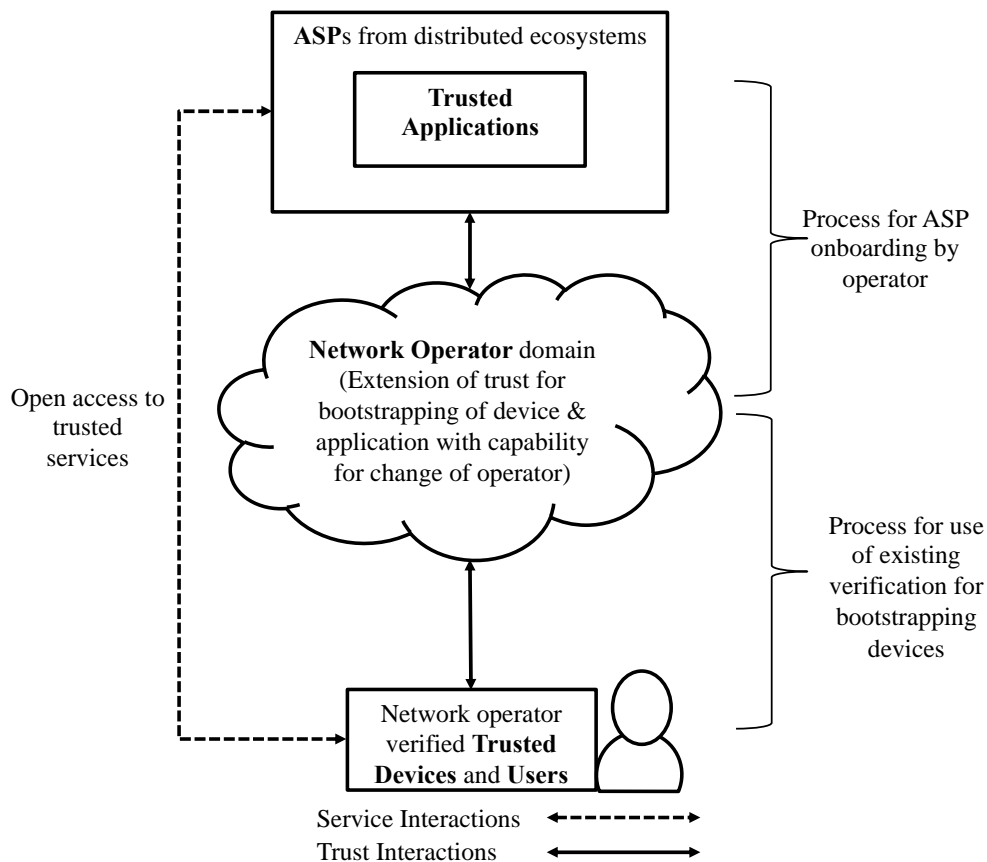 ASPs from distributed ecosystems
Trusted
Applications
Process for ASP
onboarding by
operator
Network Operator domain
(Extension of trust for
bootstrapping of device &
application with capability
for change of operator)
Open access to
trusted
services
Process for use
of existing
verification for
bootstrapping
devices
Network operator
verified Trusted
Devices and Users
Service Interactions
Trust Interactions